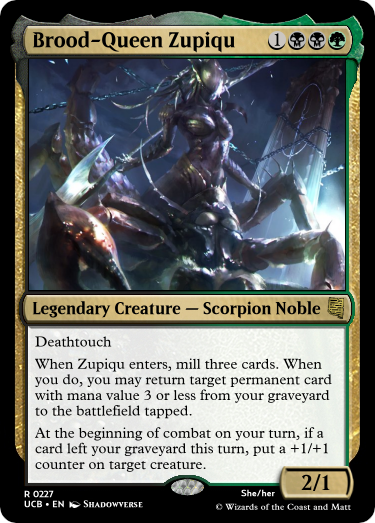 Brood-Queen Zupiqu 1
Legendary Creature — Scorpion Noble
Deathtouch
When Zupiqu enters, mill three cards. When
you do, you may return target permanent card
with mana value 3 or less from your graveyard
to the battlefield tapped.
At the beginning of combat on your turn, if a
card left your graveyard this turn, put a +1/+1
counter on target creature.
2/1
R 0227 She/her
UCB • EN Shadowverse © Wizards of the Coast and Matt